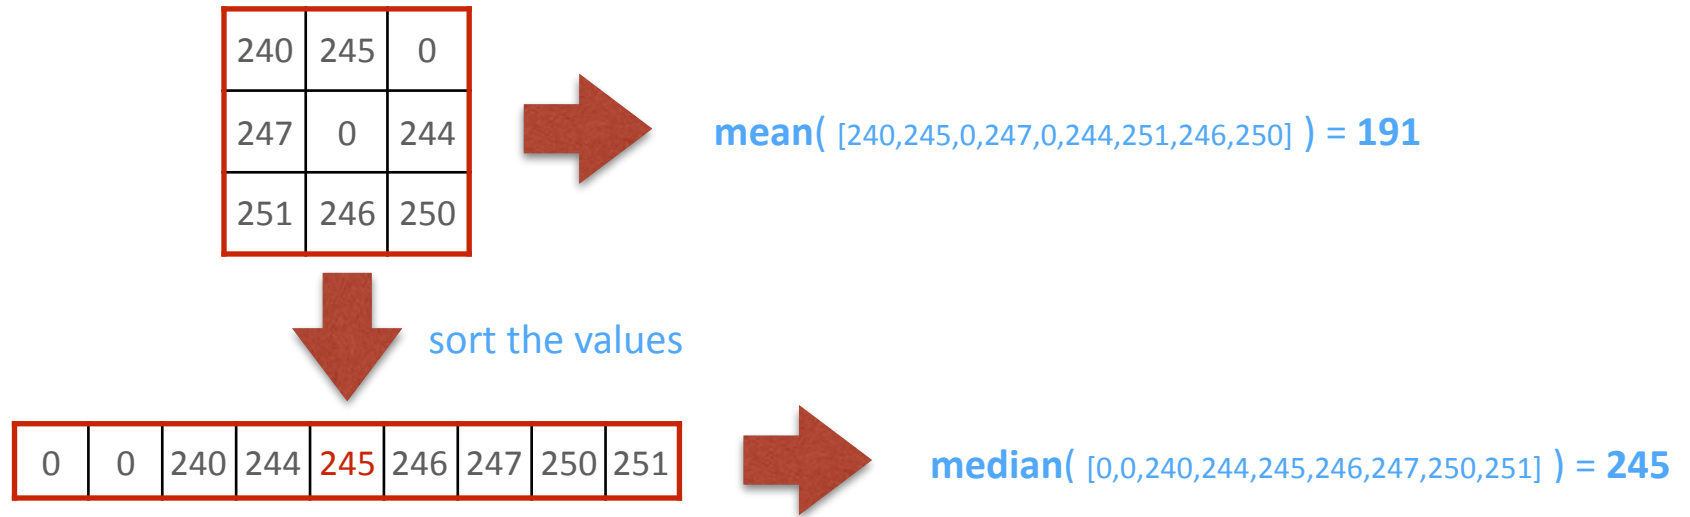 240 245 0
247 0 244
mean( [240,245,0,247,0,244,251,246,250] ) = 191
251 246 250
sort the values
0 0 240 244 245 246 247 250 251
median( [0,0,240,244,245,246,247,250,251] ) = 245